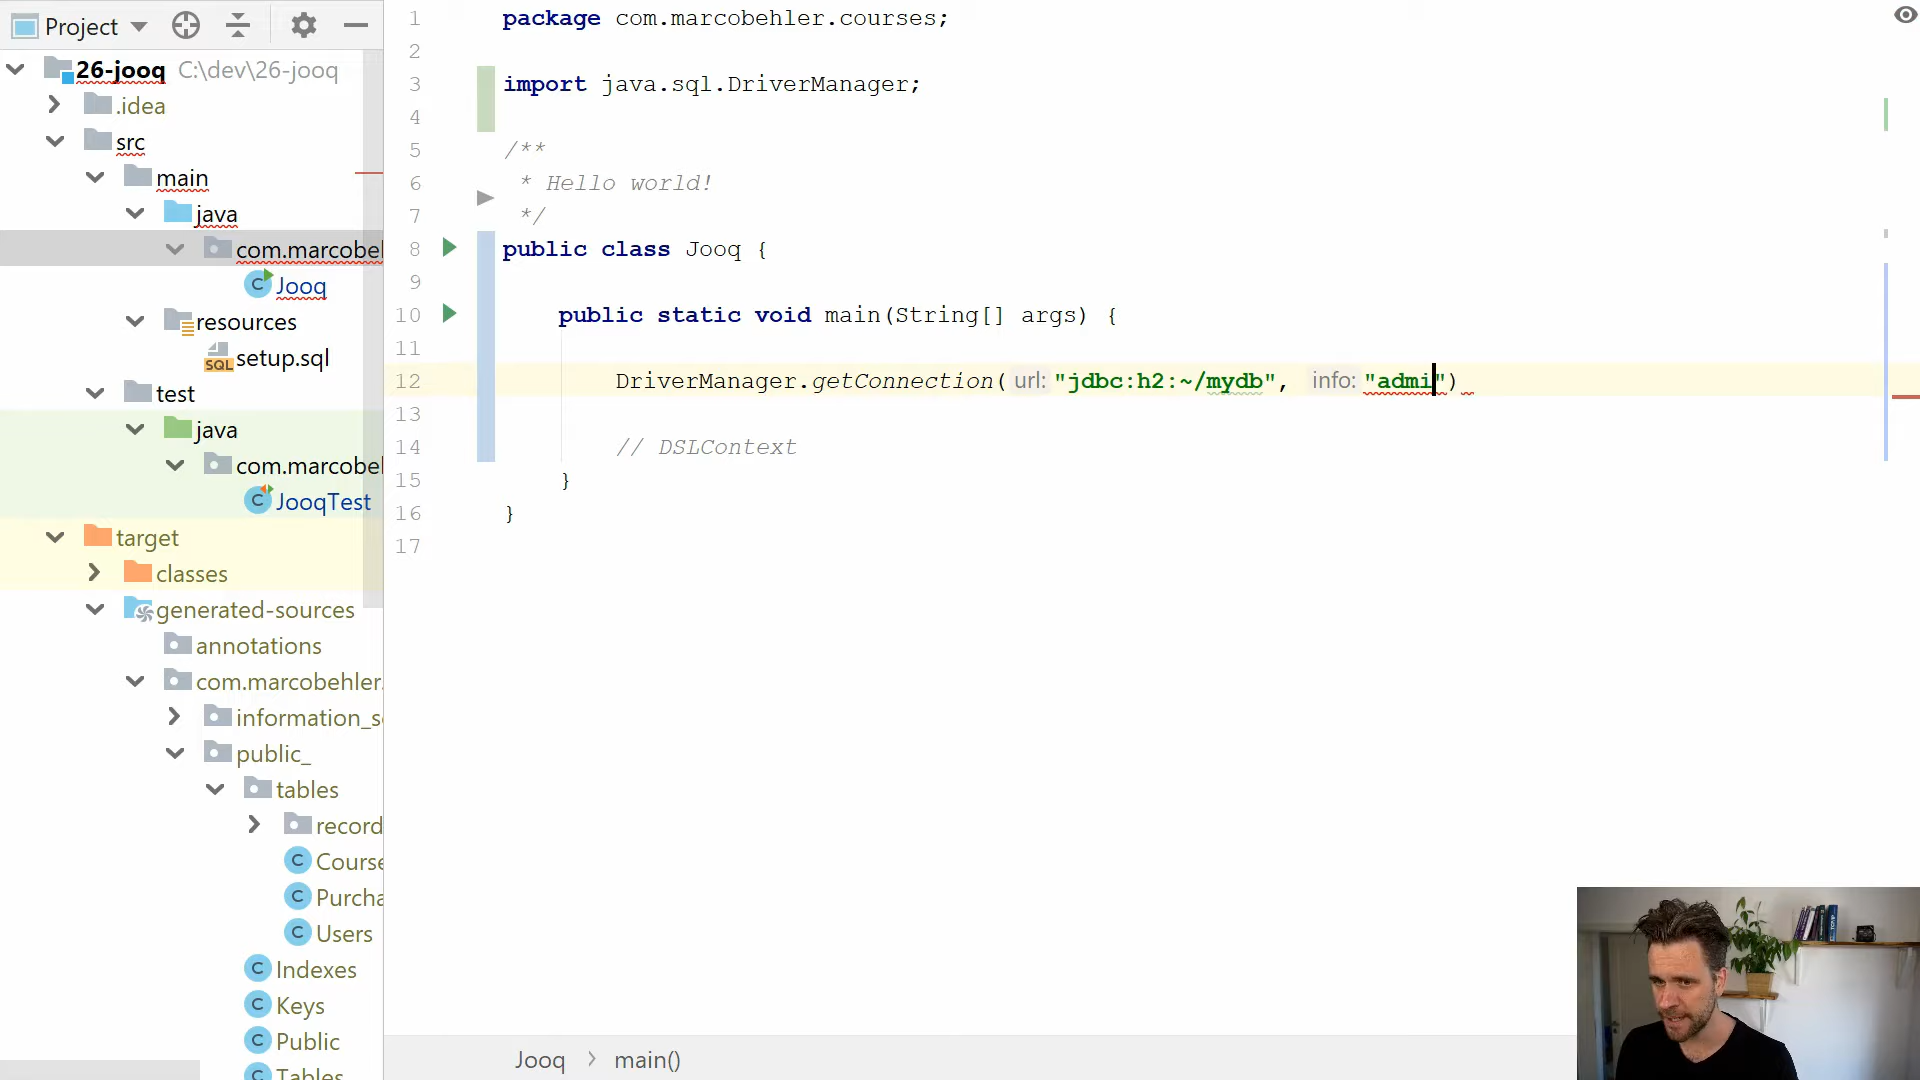 Project
26-jooq C:\dev\26-jooq
.idea
src
main
java
com.marcobehl
Jooq
resources
SQL setup.sql
test
java
com.marcobehl
C JooqTest
target
classes
generated-sources
annotations
com.marcobehler.
information_s
public_
tables
record
C Course
C Purcha
C Users
C Indexes
C Keys
C Public
C Tables
1 package com.marcobehler.courses;
2
3 import java.sql.DriverManager;
4
5 /**
6 * Hello world!
7 */
8 public class Jooq {
9
10 public static void main(String[] args) {
11
12 DriverManager.getConnection( url: "jdbc:h2:~/mydb", info: "admi")
13
14 // DSLContext
15 }
16 }
17
Jooq > main()